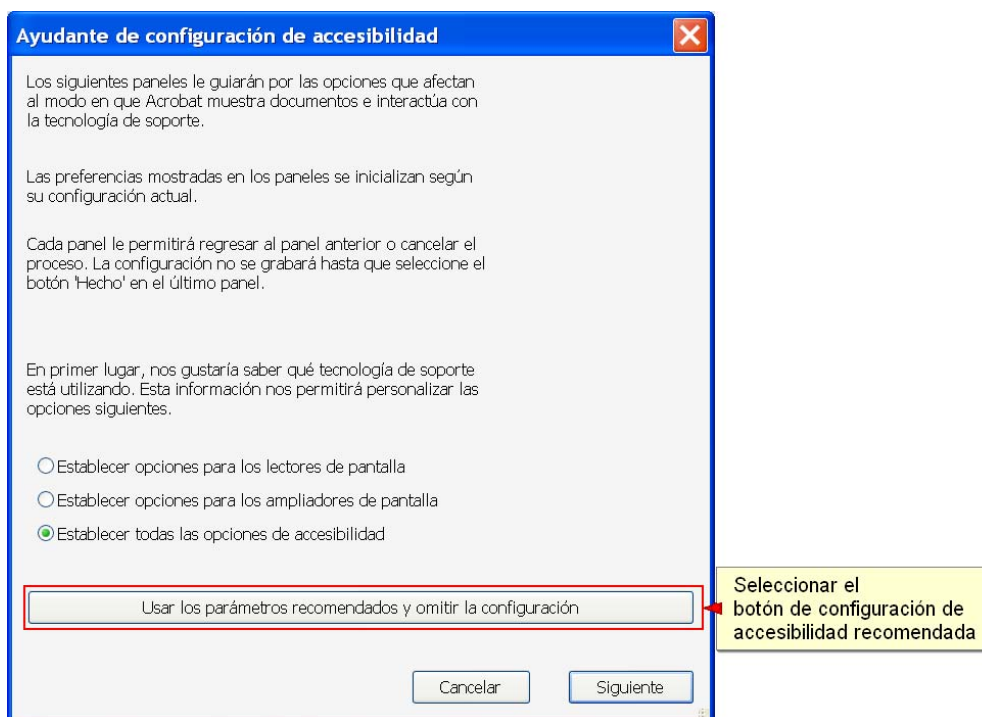 Ayudante de configuración de accesibilidad
Los siguientes paneles le guiarán por las opciones que afectan
al modo en que Acrobat muestra documentos e interactúa con
la tecnología de soporte.
Las preferencias mostradas en los paneles se inicializan según
su configuración actual.
Cada panel le permitirá regresar al panel anterior o cancelar el
proceso. La configuración no se grabará hasta que seleccione el
botón 'Hecho' en el último panel.
En primer lugar, nos gustaría saber qué tecnología de soporte
está utilizando. Esta información nos permitirá personalizar las
opciones siguientes.
Establecer opciones para los lectores de pantalla
Establecer opciones para los ampliadores de pantalla
Establecer todas las opciones de accesibilidad
Usar los parámetros recomendados y omitir la configuración
Seleccionar el
botón de configuración de
accesibilidad recomendada
Cancelar
Siguiente